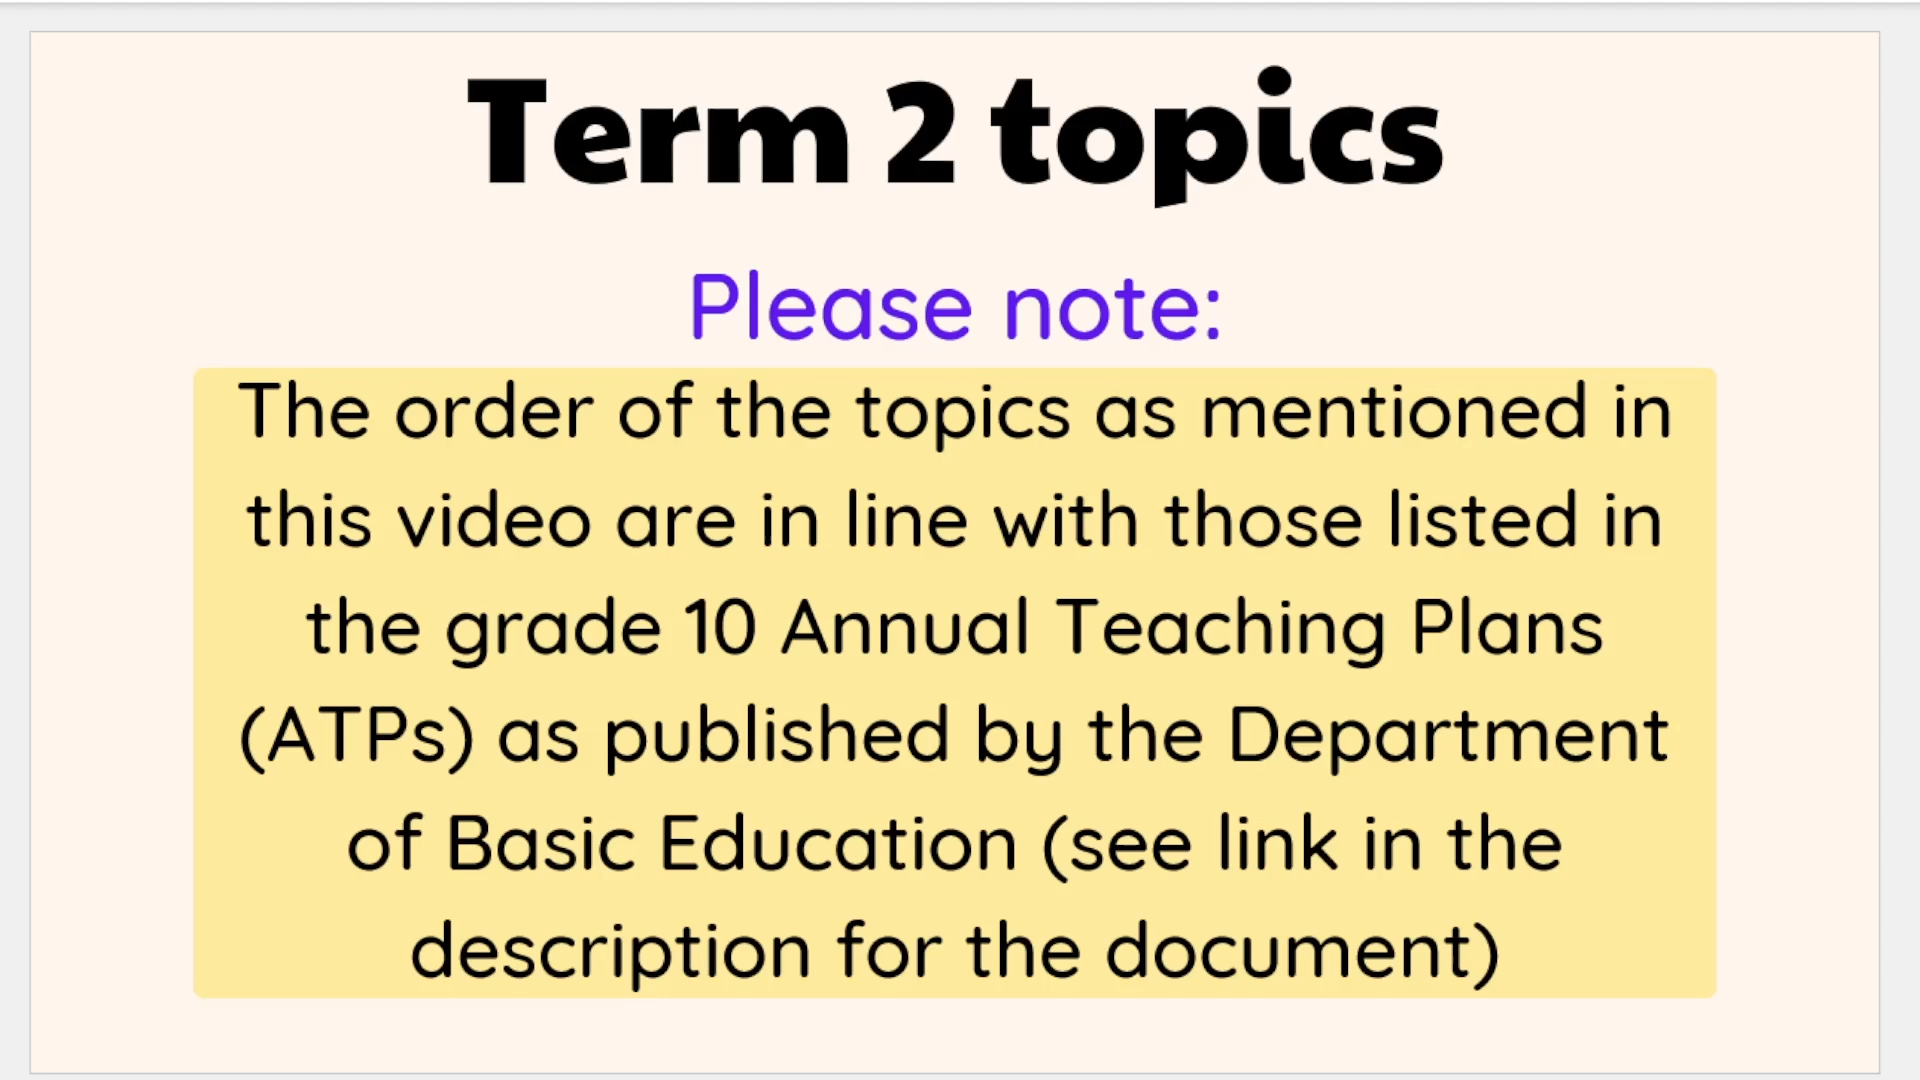 Term 2 topics
Please note:
The order of the topics as mentioned in
this video are in line with those listed in
the grade 10 Annual Teaching Plans
(ATPs) as published by the Department
of Basic Education (see link in the
description for the document)